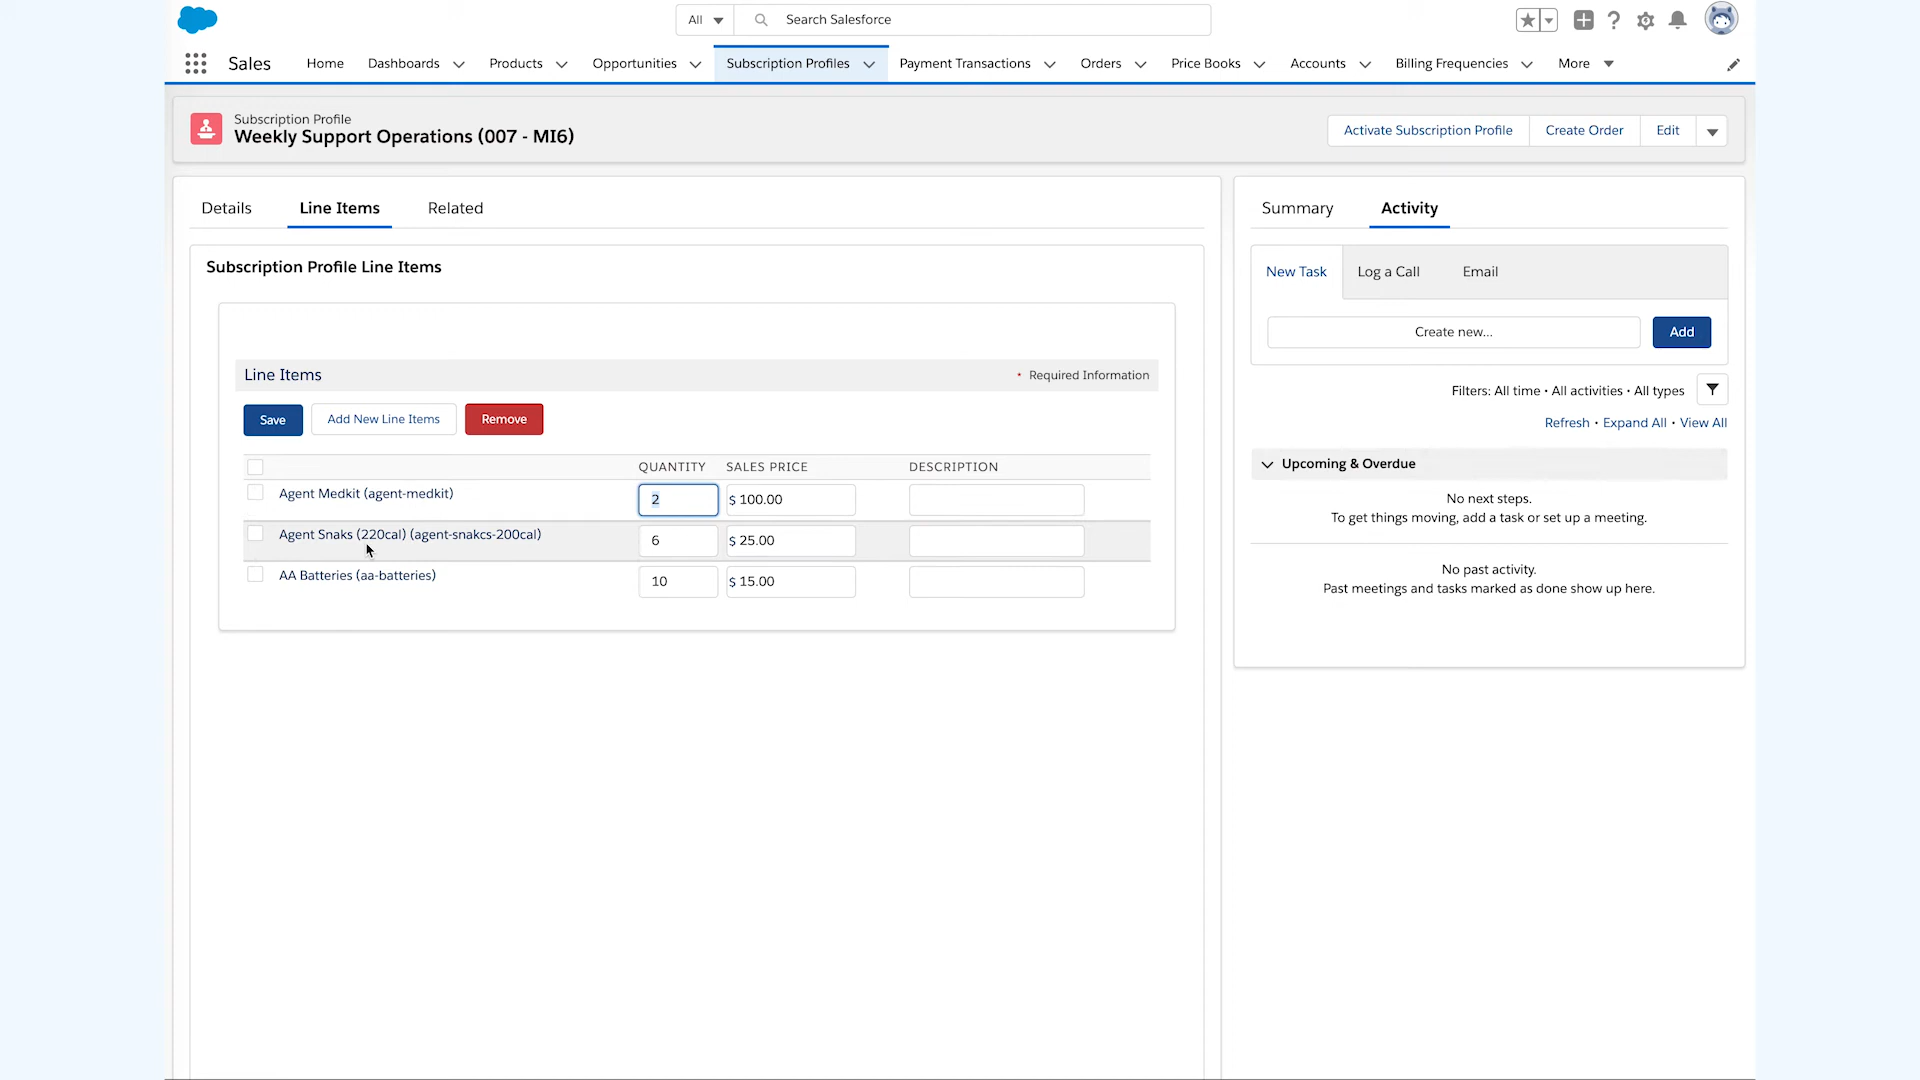 All
Search Salesforce
Sales
Home
Dashboards
Products
Opportunities
Subscription Profiles
Payment Transactions
Orders
Price Books
Accounts
Billing Frequencies
More
Subscription Profile
Weekly Support Operations (007 - MI6)
Activate Subscription Profile
Create Order
Edit
Details
Line Items
Related
Subscription Profile Line Items
Line Items
• Required Information
Save
Add New Line Items
Remove
QUANTITY SALES PRICE DESCRIPTION
Agent Medkit (agent-medkit) 2 $ 100.00
Agent Snaks (220cal) (agent-snakcs-200cal) 6 $ 25.00
AA Batteries (aa-batteries) 10 $ 15.00
Summary
Activity
New Task
Log a Call
Email
Create new...
Add
Filters: All time • All activities • All types
Refresh • Expand All • View All
Upcoming & Overdue
No next steps.
To get things moving, add a task or set up a meeting.
No past activity.
Past meetings and tasks marked as done show up here.